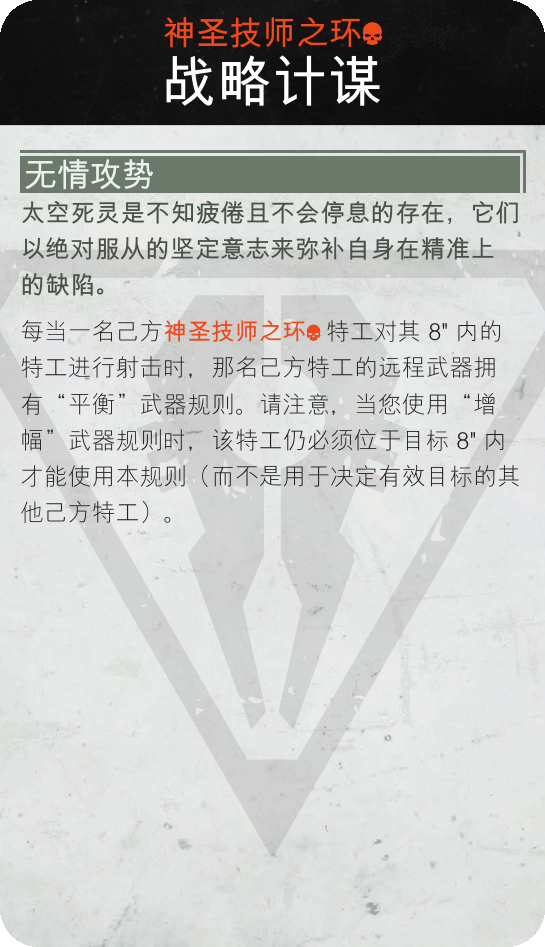 神圣技师之环
战略计谋
无情攻势
太空死灵是不知疲倦且不会停息的存在，它们
以绝对服从的坚定意志来弥补自身在精准上
的缺陷。
每当一名己方神圣技师之环 特工对其 8" 内的
特工进行射击时，那名己方特工的远程武器拥
有“平衡”武器规则。请注意，当您使用“增
幅”武器规则时，该特工仍必须位于目标 8" 内
才能使用本规则（而不是用于决定有效目标的其
他己方特工）。